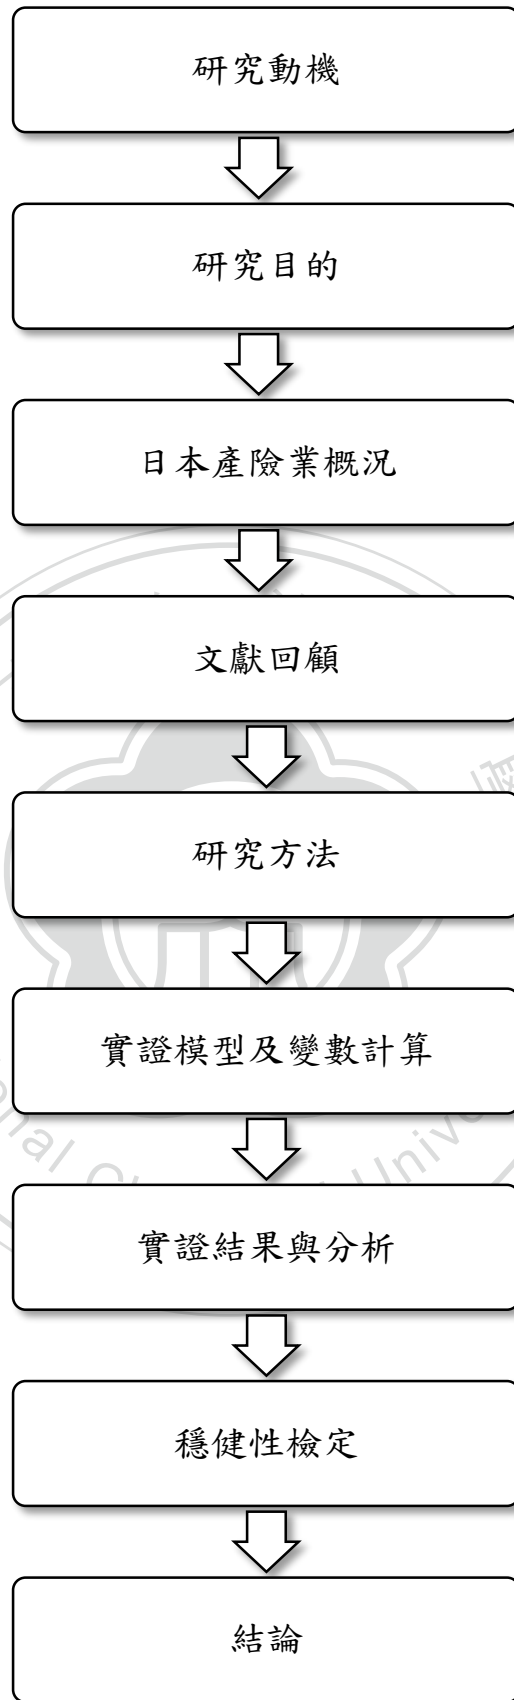 研究動機
研究目的
日本產險業概況
文獻回顧
研究方法
實證模型及變數計算
實證結果與分析
穩健性檢定
結論